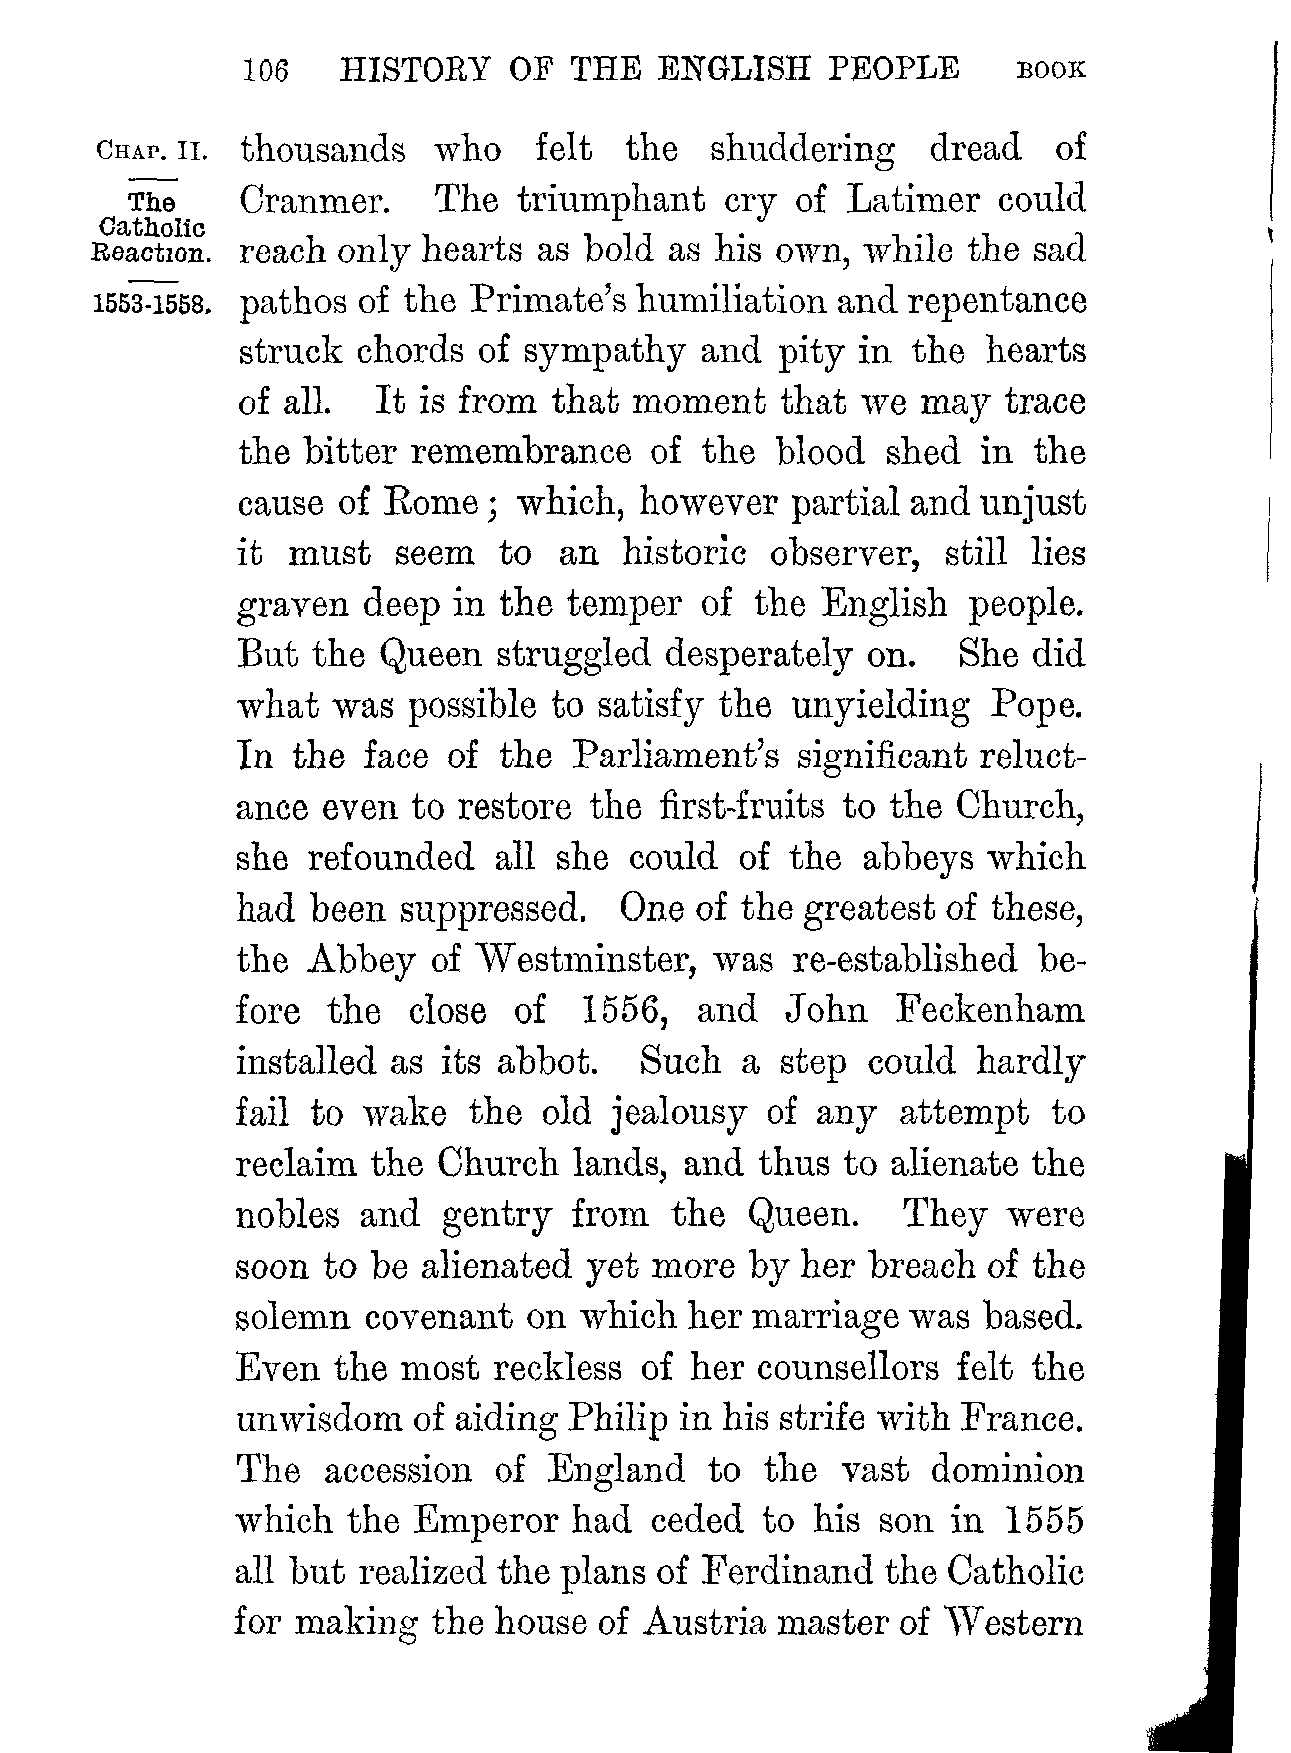 106 HISTORY OF THE ENGLISH PEOPLE BOOK
CHAP. II.
The
Catholic
Reaction.
1553-1558.
thousands who felt the shuddering dread of
Cranmer. The triumphant cry of Latimer could
reach only hearts as bold as his own, while the sad
pathos of the Primate's humiliation and repentance
struck chords of sympathy and pity in the hearts
of all. It is from that moment that we may trace
the bitter remembrance of the blood shed in the
cause of Rome; which, however partial and unjust
it must seem to an historic observer, still lies
graven deep in the temper of the English people.
But the Queen struggled desperately on. She did
what was possible to satisfy the unyielding Pope.
In the face of the Parliament's significant reluct-
ance even to restore the first-fruits to the Church,
she refounded all she could of the abbeys which
had been suppressed. One of the greatest of these,
the Abbey of Westminster, was re-established be-
fore the close of 1556, and John Feckenham
installed as its abbot. Such a step could hardly
fail to wake the old jealousy of any attempt to
reclaim the Church lands, and thus to alienate the
nobles and gentry from the Queen. They were
soon to be alienated yet more by her breach of the
solemn covenant on which her marriage was based.
Even the most reckless of her counsellors felt the
unwisdom of aiding Philip in his strife with France.
The accession of England to the vast dominion
which the Emperor had ceded to his son in 1555
all but realized the plans of Ferdinand the Catholic
for making the house of Austria master of Western